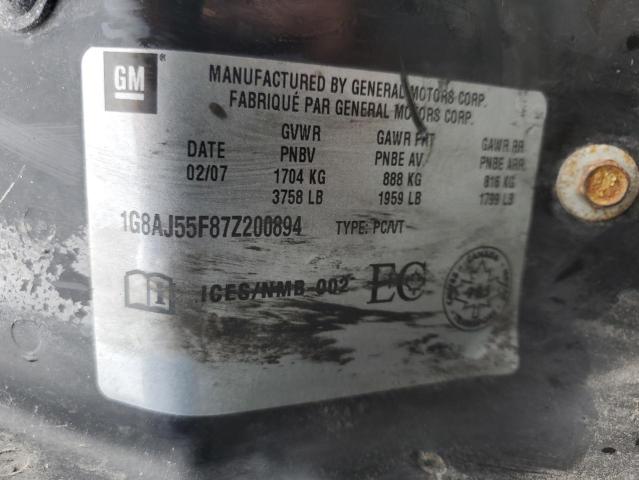 GM ®
MANUFACTURED BY GENERAL MOTORS CORP.
FABRIQUÉ PAR GENERAL MOTORS CORP.
GVWR GAWR FRT GAWR RR
DATE PNBV PNBE AV. PNBE ARR.
02/07 1704 KG 888 KG 816 KG
3758 LB 1959 LB 1799 LB
1G8AJ55F87Z200894 TYPE: PC/VT
i ICES/NMB-002 EC
CANADA